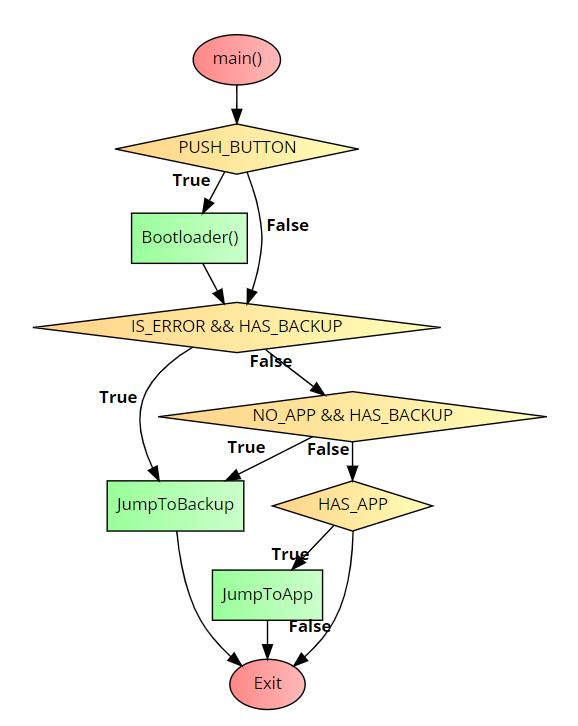 main()
PUSH_BUTTON
True
Bootloader()
False
IS_ERROR && HAS_BACKUP
False
True
NO_APP && HAS_BACKUP
True
False
JumpToBackup
HAS_APP
True
JumpToApp
False
Exit